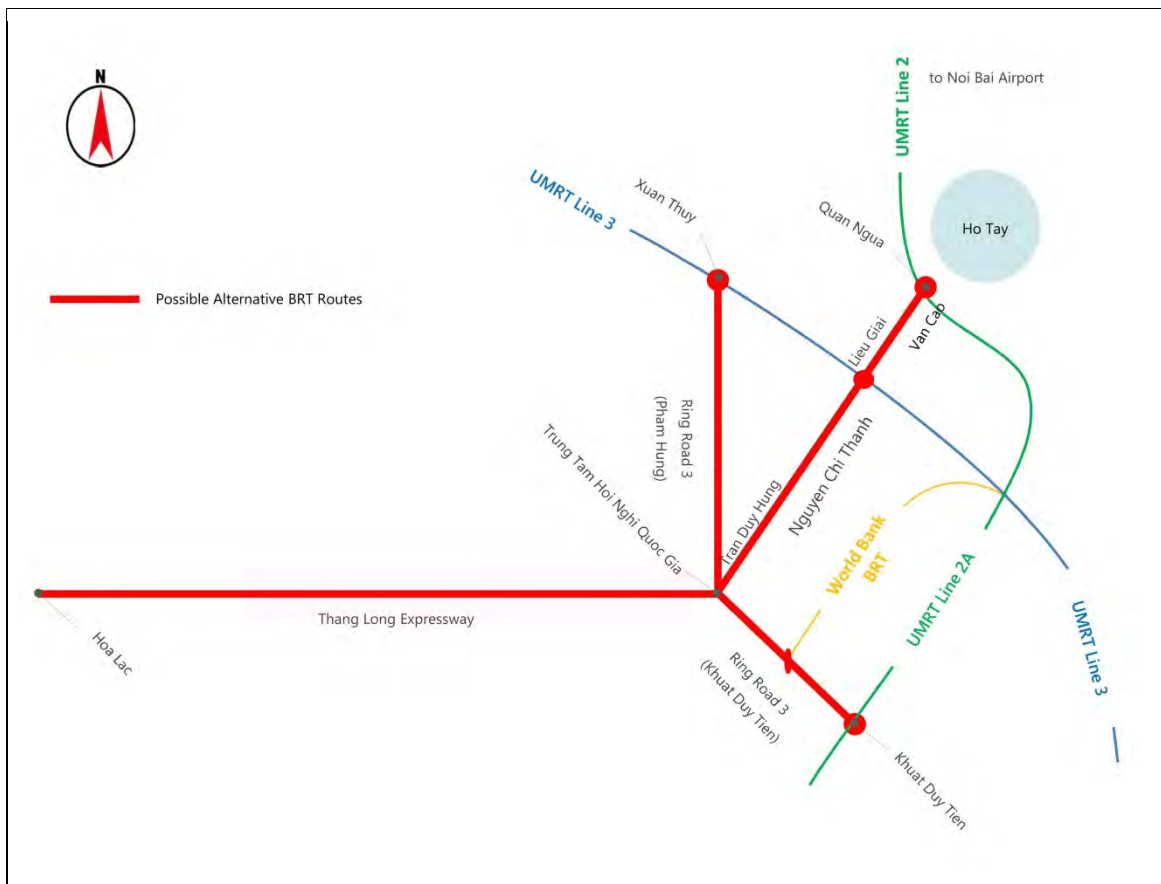 N
UMRT Line 2
to Noi Bai Airport
UMRT Line 3
Xuan Thuy
Quan Ngua
Ho Tay
Possible Alternative BRT Routes
Lieu Giai
Van Cao
Ring Road 3
(Pham Hung)
Trung Tam Hoi Nghi Quoc Gia
Tran Duy Hung
Nguyen Chi Thanh
World Bank
BRT
UMRT Line 2A
UMRT Line 3
Thang Long Expressway
Hoa Lac
Ring Road 3
(Khuat Duy Tien)
Khuat Duy Tien